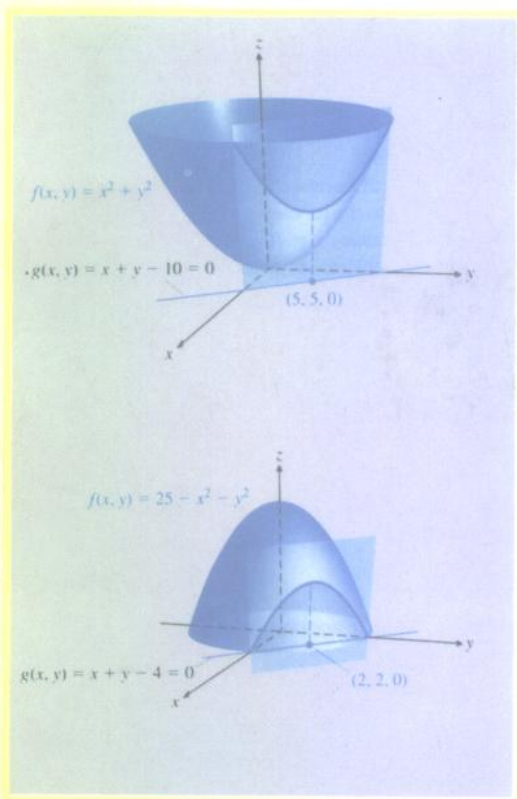 z
f(x, y) = x² + y²
g(x, y) = x + y − 10 = 0
y
(5, 5, 0)
x
z
f(x, y) = 25 − x² − y²
y
g(x, y) = x + y − 4 = 0
(2, 2, 0)
x